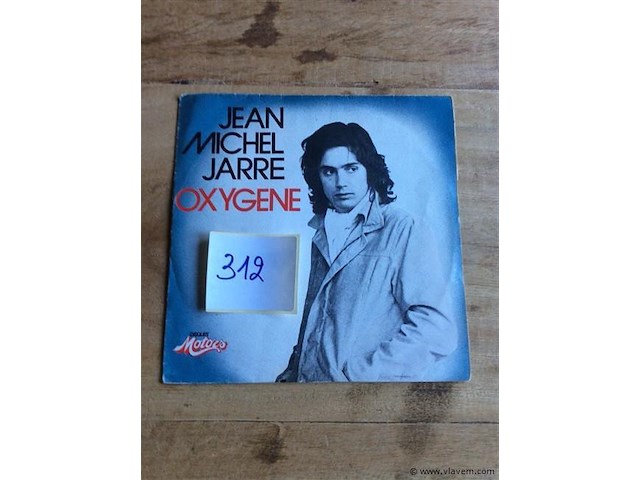 JEAN
MICHEL
JARRE
OXYGENE
312
DISQUES
Motors
© www.vlavem.com